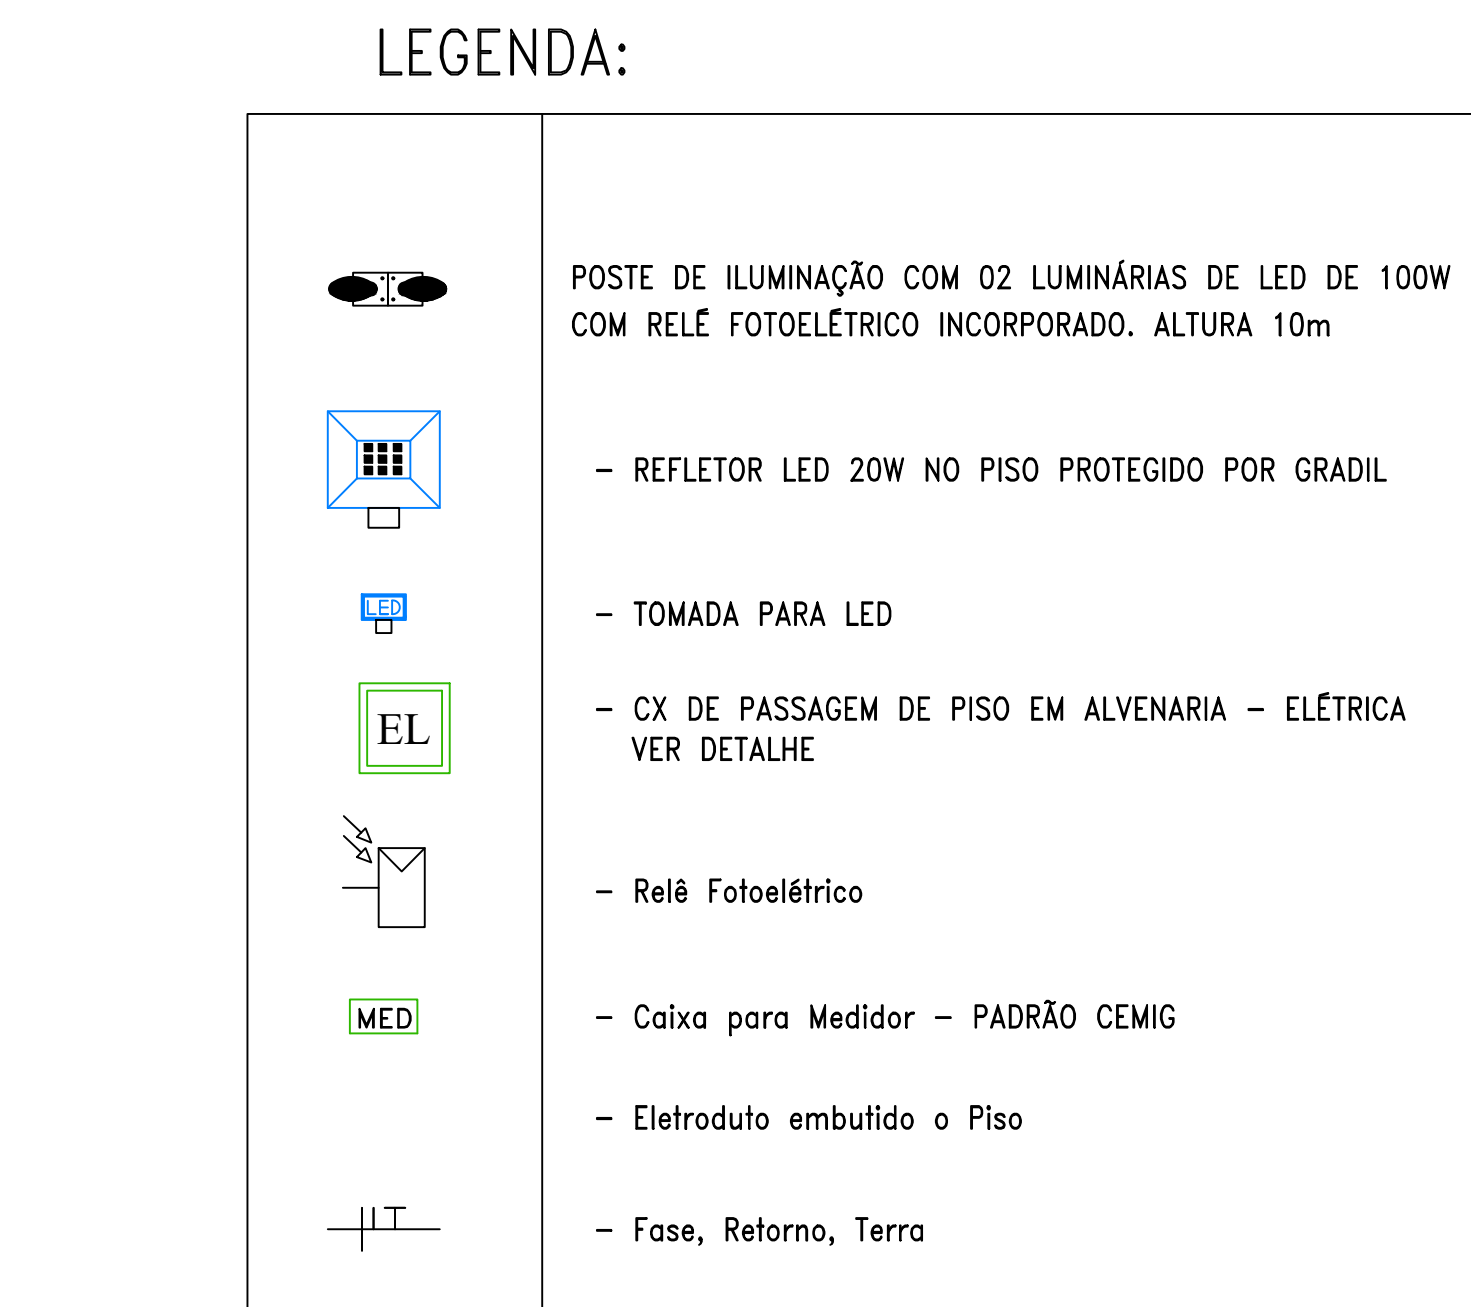 LEGENDA:
POSTE DE ILUMINAÇÃO COM 02 LUMINÁRIAS DE LED DE 100W
COM RELÉ FOTOELÉTRICO INCORPORADO. ALTURA 10m
- REFLETOR LED 20W NO PISO PROTEGIDO POR GRADIL
LED
- TOMADA PARA LED
EL
- CX DE PASSAGEM DE PISO EM ALVENARIA - ELÉTRICA
VER DETALHE
- Relê Fotoelétrico
MED
- Caixa para Medidor - PADRÃO CEMIG
- Eletroduto embutido o Piso
- Fase, Retorno, Terra